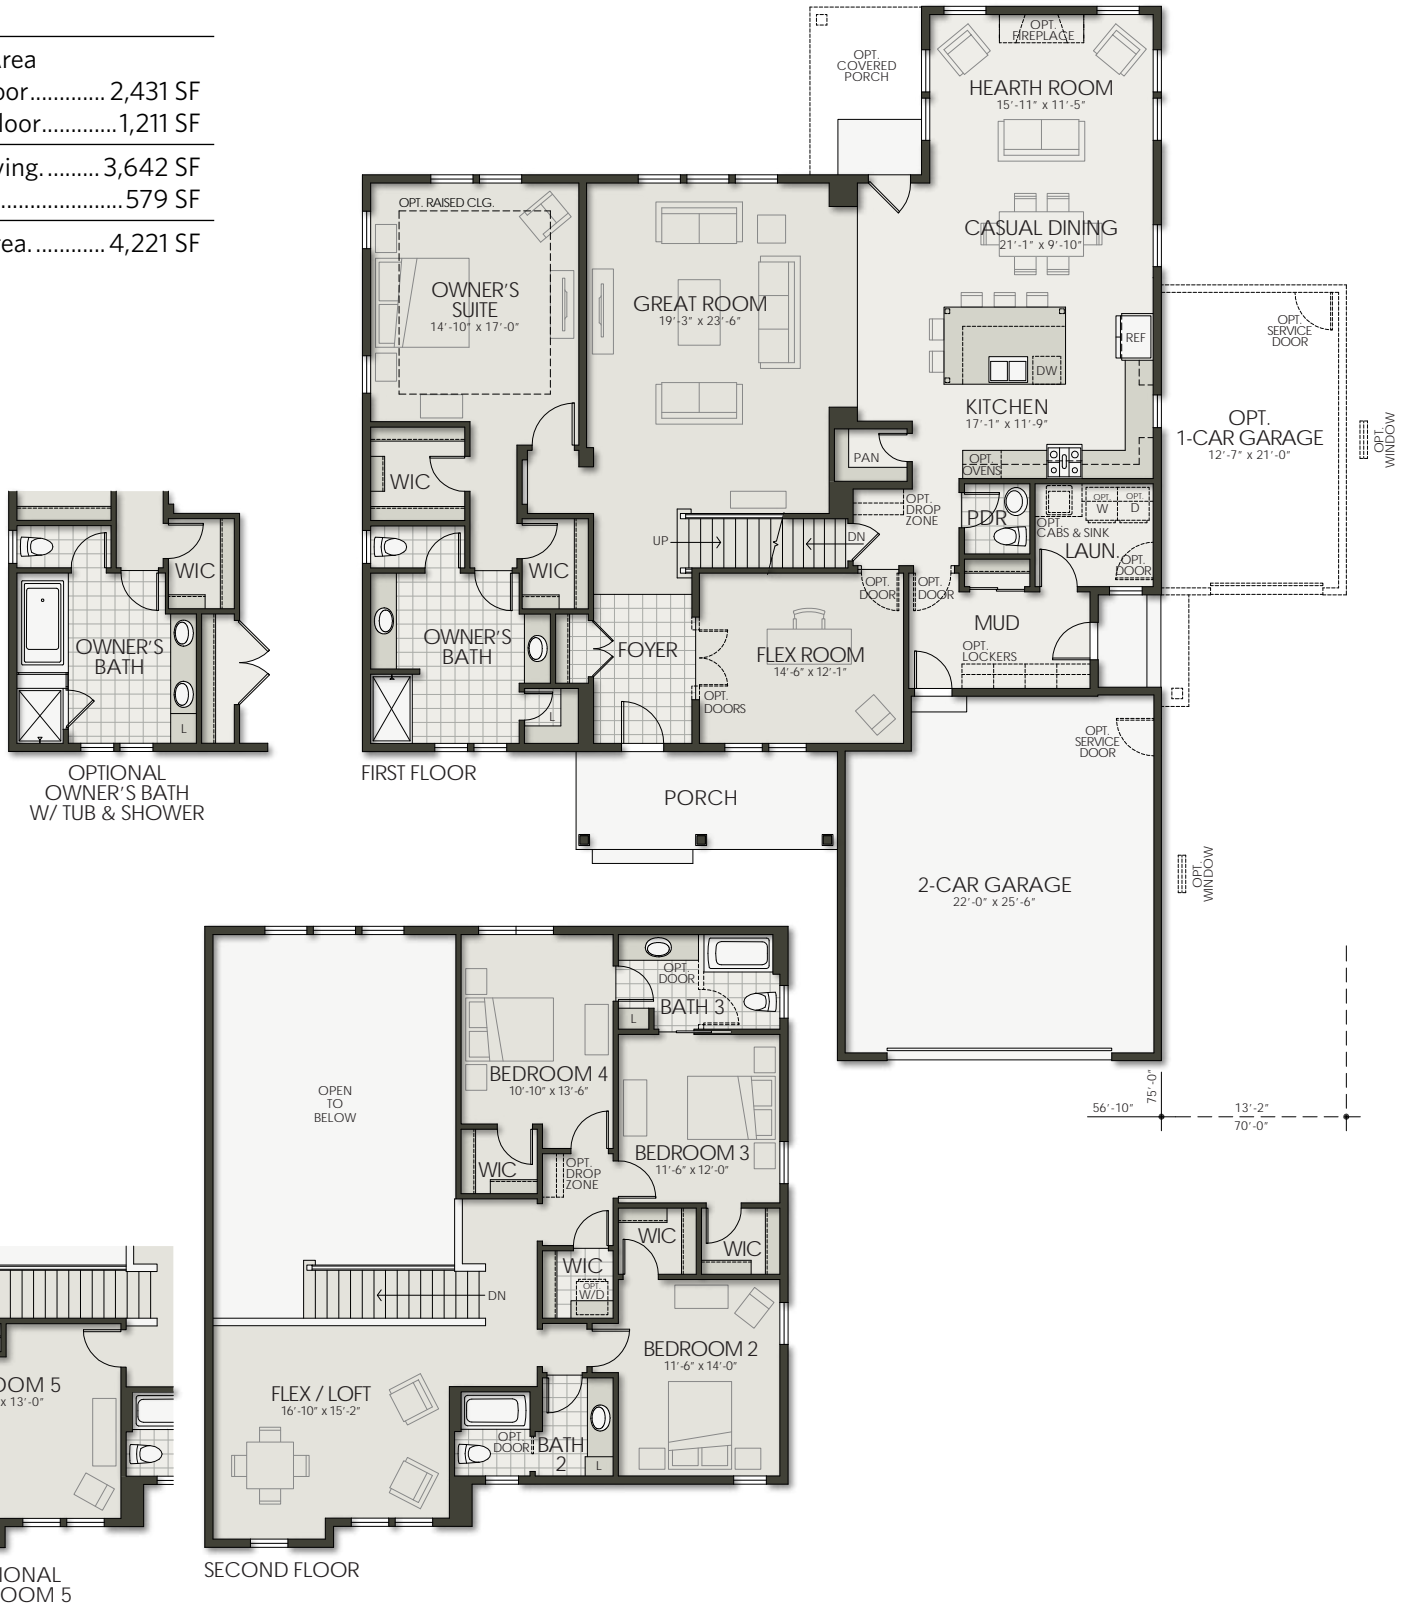 rea
oor............. 2,431 SF
loor.............1,211 SF
ving. ......... 3,642 SF
....................... 579 SF
rea. ............ 4,221 SF
OPT.
COVERED
PORCH
OPT.
FIREPLACE
HEARTH ROOM
15'-11" x 11'-5"
CASUAL DINING
21'-1" x 9'-10"
OPT. RAISED CLG.
OWNER'S
SUITE
14'-10" x 17'-0"
GREAT ROOM
19'-3" x 23'-6"
REF
DW
KITCHEN
17'-1" x 11'-9"
OPT.
SERVICE
DOOR
OPT.
1-CAR GARAGE
12'-7" x 21'-0"
OPT.
WINDOW
PAN
OPT.
OVENS
WIC
OPT.
DROP
ZONE
PDR
OPT.
CABS & SINK
OPT.
W
OPT.
D
LAUN.
OPT.
DOOR
UP
DN
WIC
OPT.
DOOR
OPT.
DOOR
MUD
OPT.
LOCKERS
OWNER'S
BATH
FOYER
FLEX ROOM
14'-6" x 12'-1"
OPT.
DOORS
L
WIC
OWNER'S
BATH
L
OPTIONAL
OWNER'S BATH
W/ TUB & SHOWER
FIRST FLOOR
PORCH
OPT.
SERVICE
DOOR
2-CAR GARAGE
22'-0" x 25'-6"
OPT.
WINDOW
75'-0"
56'-10"
13'-2"
70'-0"
OPEN
TO
BELOW
BEDROOM 4
10'-10" x 13'-6"
OPT.
DOOR
BATH 3
L
BEDROOM 3
11'-6" x 12'-0"
WIC
OPT.
DROP
ZONE
WIC
WIC
WIC
OPT.
W/D
DN
BEDROOM 2
11'-6" x 14'-0"
FLEX / LOFT
16'-10" x 15'-2"
OPT.
DOOR
BATH
2
L
SECOND FLOOR
OOM 5
x 13'-0"
IONAL
OOM 5